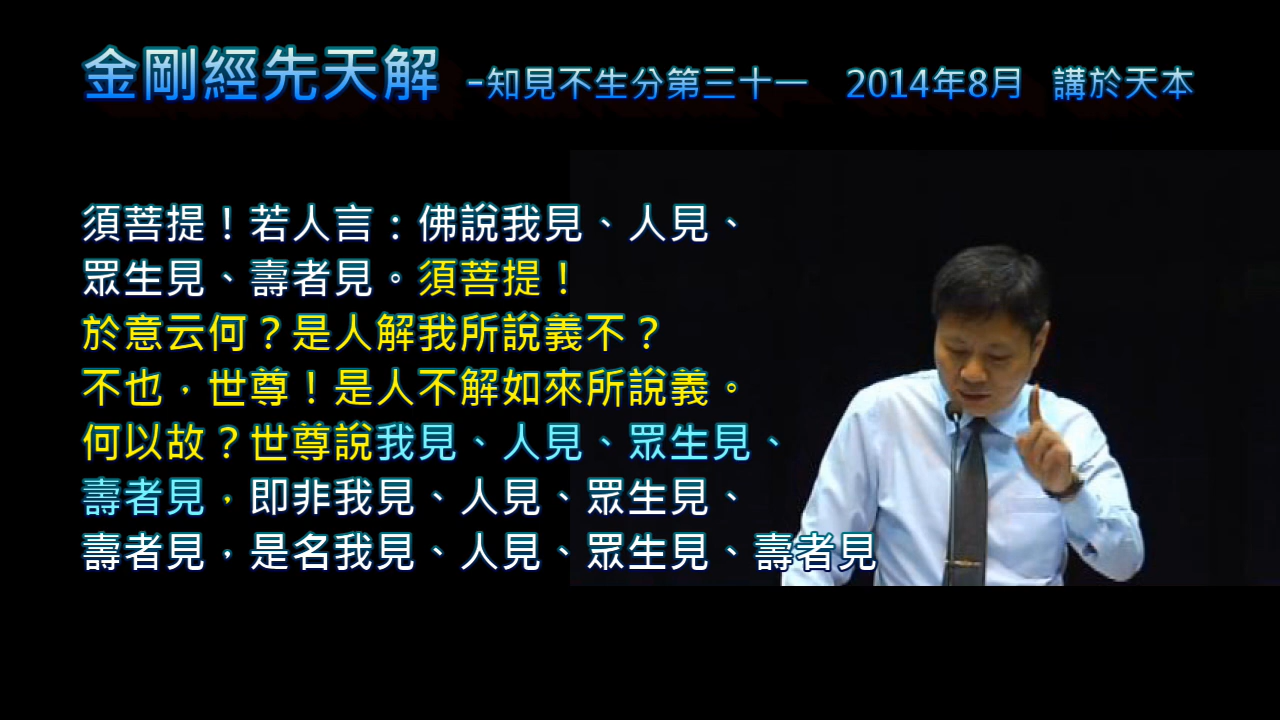 金剛經先天解 -知見不生分第三十一 2014年8月 講於天本
須菩提！若人言：佛說我見、人見、
眾生見、壽者見。須菩提！
於意云何？是人解我所說義不？
不也，世尊！是人不解如來所說義。
何以故？世尊說我見、人見、眾生見、
壽者見，即非我見、人見、眾生見、
壽者見，是名我見、人見、眾生見、壽者見